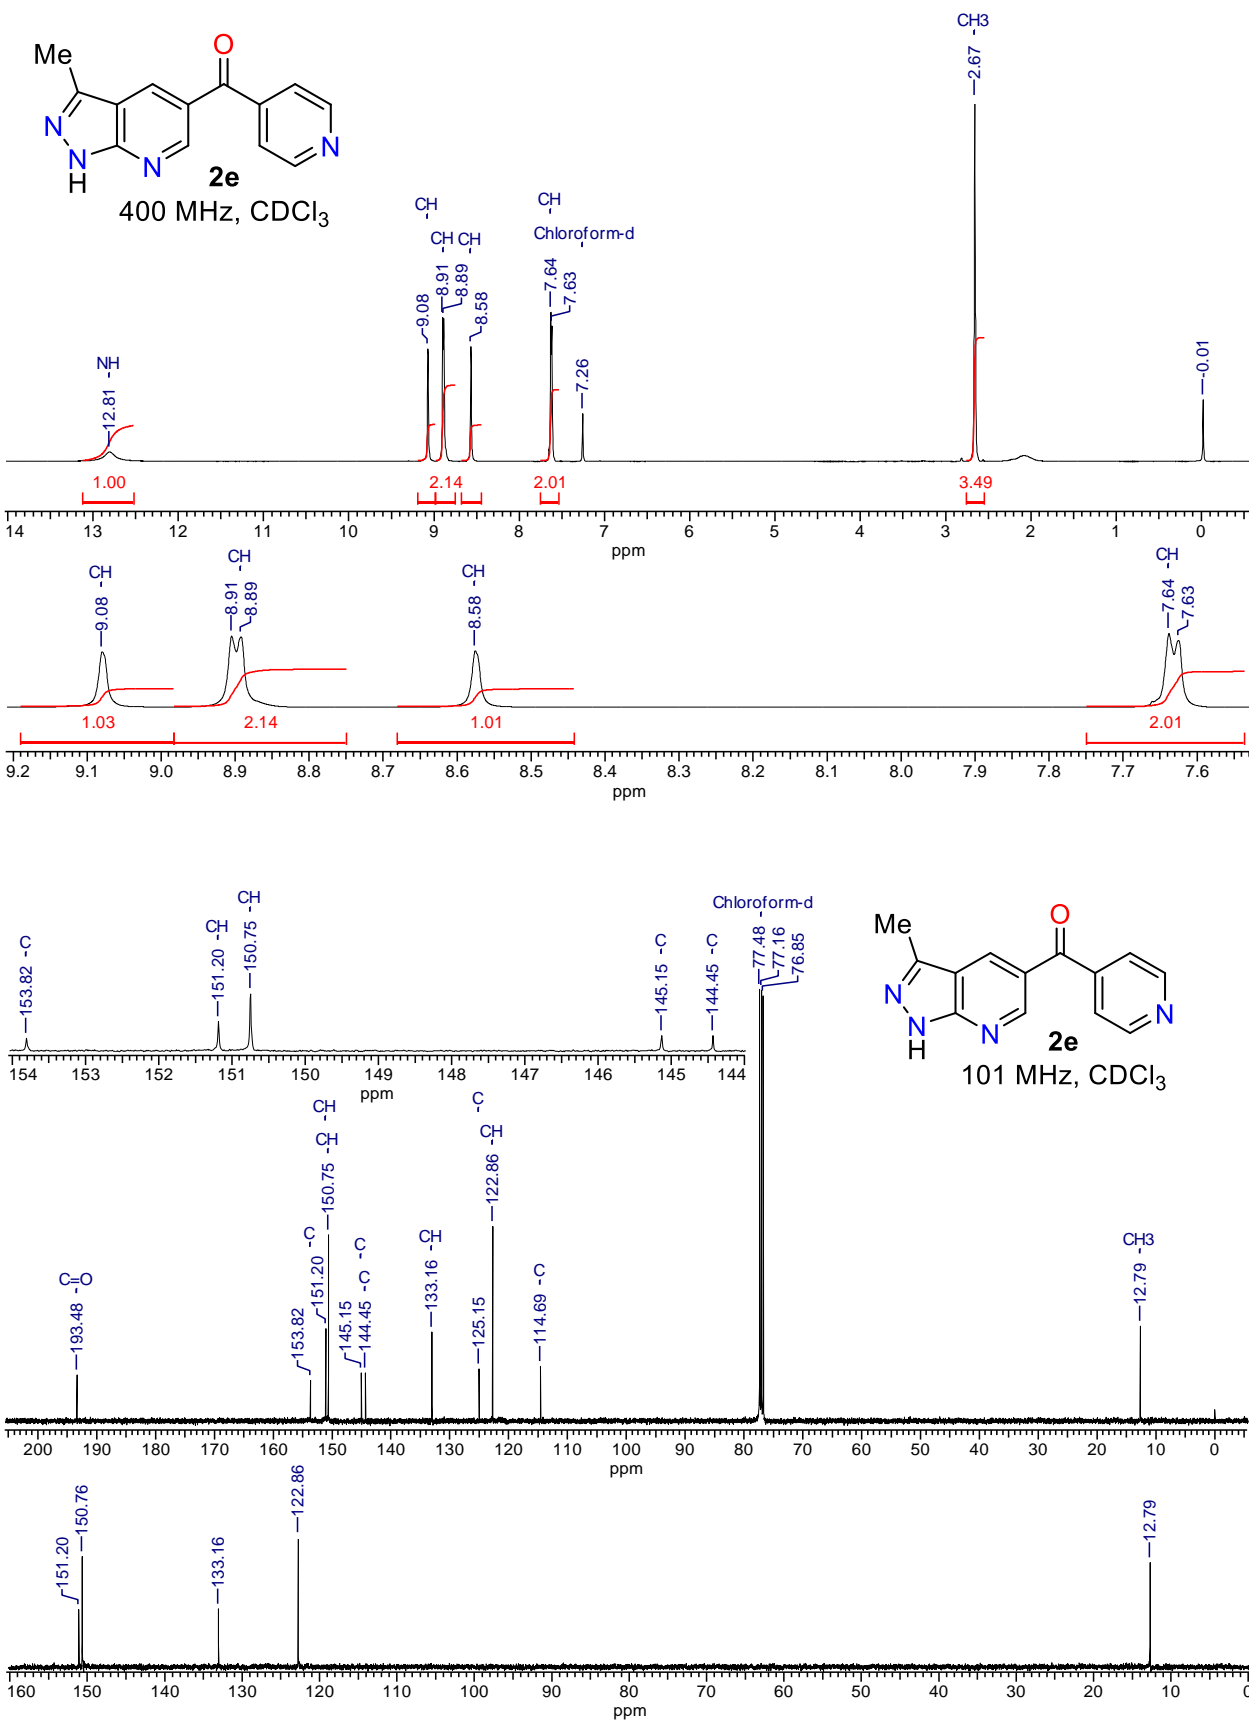 CH3
2.67
O
Me
N
N
H
N
N
2e
400 MHz, CDCl3
CH
CH
CH CH
Chloroform-d
9.08
8.91
8.89
8.58
7.64
7.63
7.26
NH
12.81
-0.01
1.00
2.14
2.01
3.49
14 13 12 11 10 9 8 7 6 5 4 3 2 1 0
ppm
CH
CH
CH
CH
9.08
8.91
8.89
8.58
7.64
7.63
1.03
2.14
1.01
2.01
9.2 9.1 9.0 8.9 8.8 8.7 8.6 8.5 8.4 8.3 8.2 8.1 8.0 7.9 7.8 7.7 7.6
ppm
C
153.82
CH
151.20
CH
150.75
C
145.15
C
144.45
Chloroform-d
77.48
77.16
76.85
O
Me
N
N
H
N
N
2e
101 MHz, CDCl3
154 153 152 151 150 149 148 147 146 145 144
ppm
C=O
193.48
C
153.82
CH
151.20
CH
150.75
C
145.15
C
144.45
CH
133.16
C
125.15
CH
122.86
C
114.69
CH3
12.79
200 190 180 170 160 150 140 130 120 110 100 90 80 70 60 50 40 30 20 10 0
ppm
151.20
150.76
133.16
122.86
12.79
160 150 140 130 120 110 100 90 80 70 60 50 40 30 20 10 0
ppm